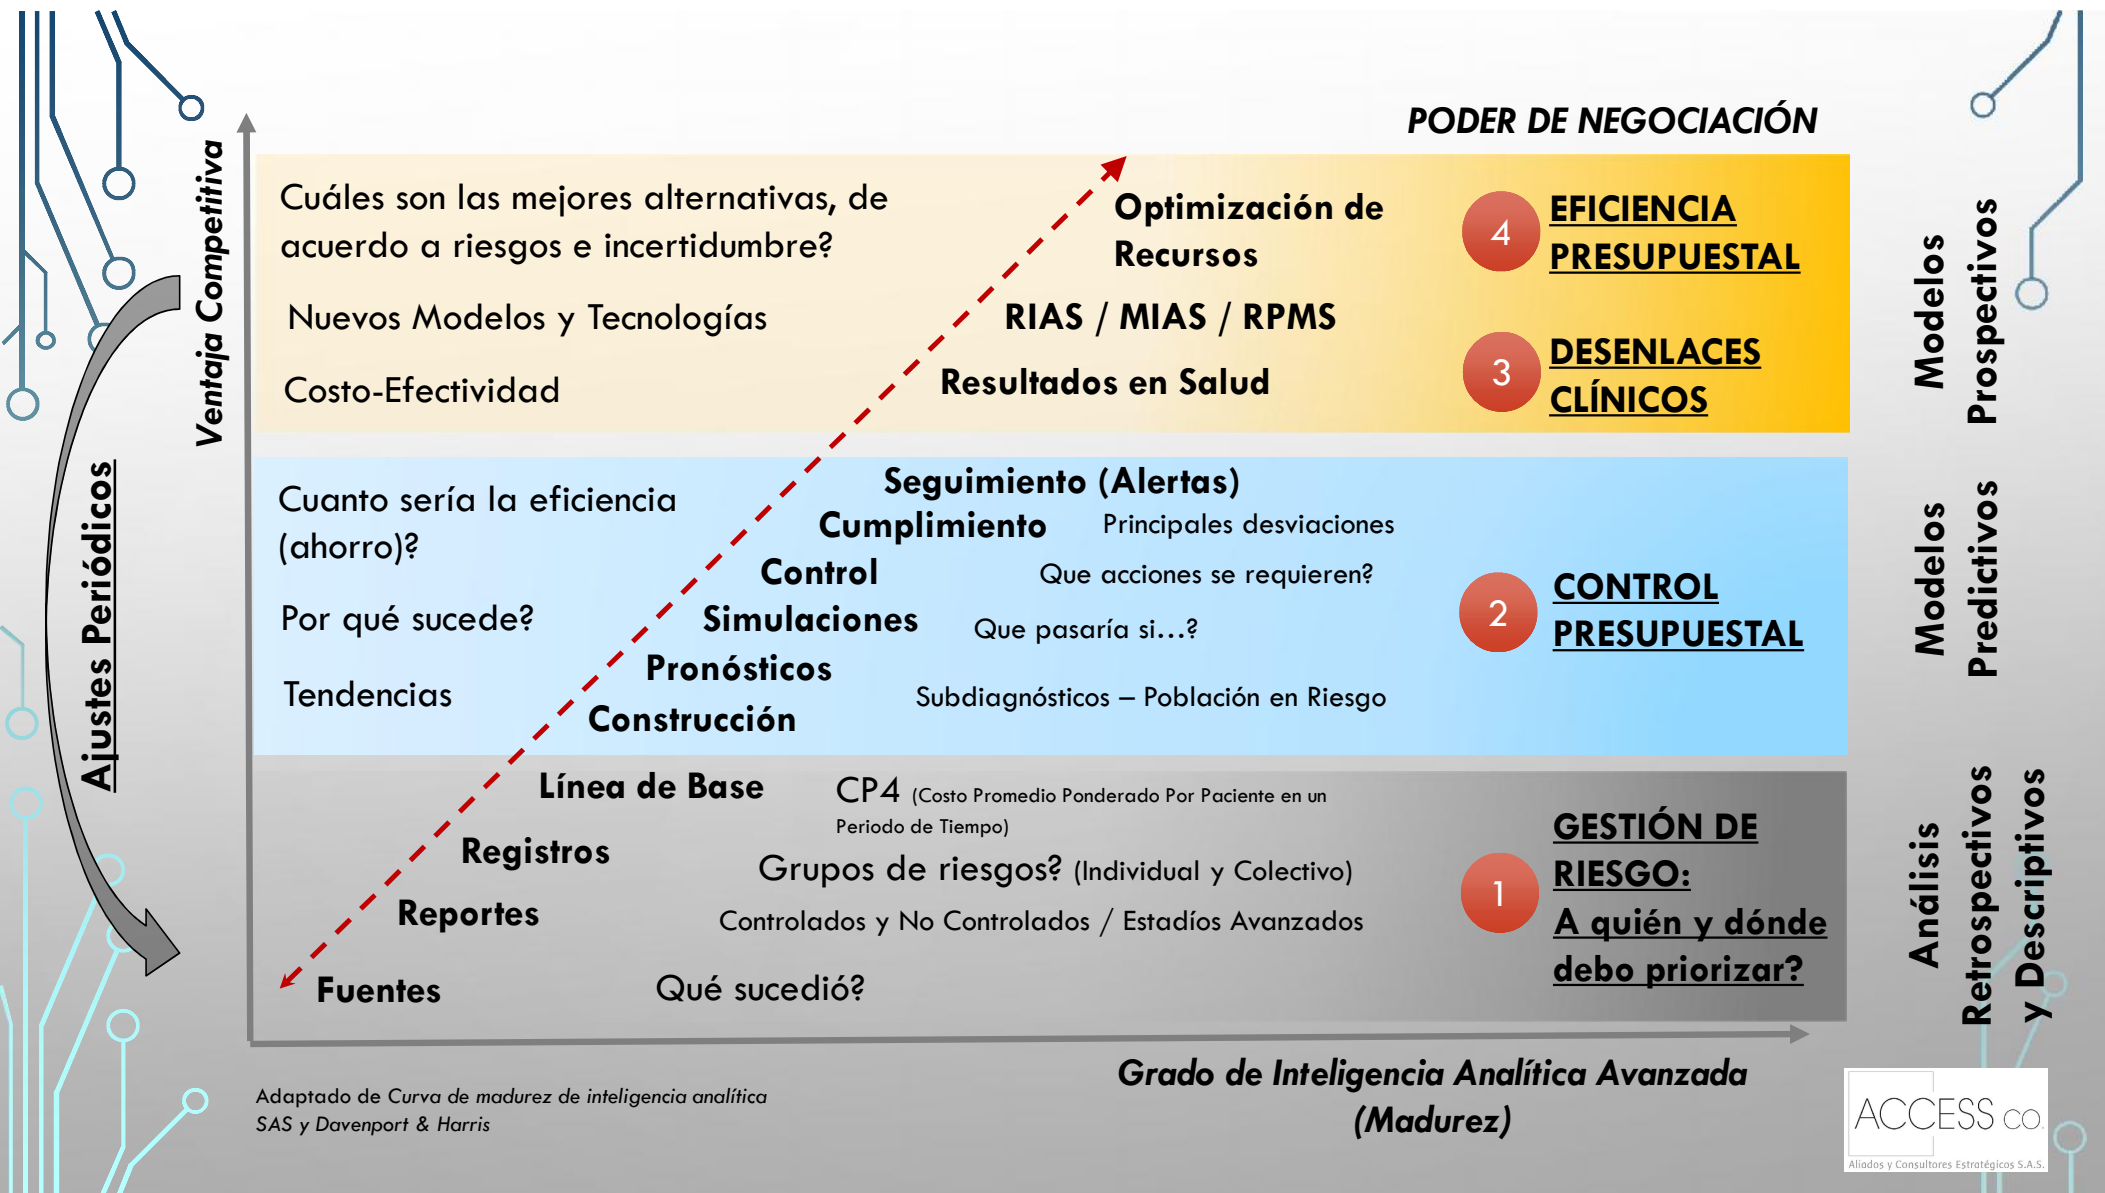 PODER DE NEGOCIACIÓN
Ventaja Competitiva
Cuáles son las mejores alternativas, de
acuerdo a riesgos e incertidumbre?
Nuevos Modelos y Tecnologías
Costo-Efectividad
Optimización de
Recursos
RIAS / MIAS / RPMS
Resultados en Salud
4
EFICIENCIA
PRESUPUESTAL
3
DESENLACES
CLÍNICOS
Modelos
Prospectivos
Ajustes Periódicos
Cuanto sería la eficiencia
(ahorro)?
Por qué sucede?
Tendencias
Seguimiento (Alertas)
Cumplimiento
Principales desviaciones
Control
Que acciones se requieren?
Simulaciones
Que pasaría si...?
Pronósticos
Subdiagnósticos – Población en Riesgo
Construcción
2
CONTROL
PRESUPUESTAL
Modelos
Predictivos
Línea de Base
CP4 (Costo Promedio Ponderado Por Paciente en un
Periodo de Tiempo)
Registros
Grupos de riesgos? (Individual y Colectivo)
Reportes
Controlados y No Controlados / Estadíos Avanzados
Fuentes
Qué sucedió?
1
GESTIÓN DE
RIESGO:
A quién y dónde
debo priorizar?
Análisis
Retrospectivos
y Descriptivos
Grado de Inteligencia Analítica Avanzada
(Madurez)
Adaptado de Curva de madurez de inteligencia analítica
SAS y Davenport & Harris
ACCESS CO.
Aliados y Consultores Estratégicos S.A.S.